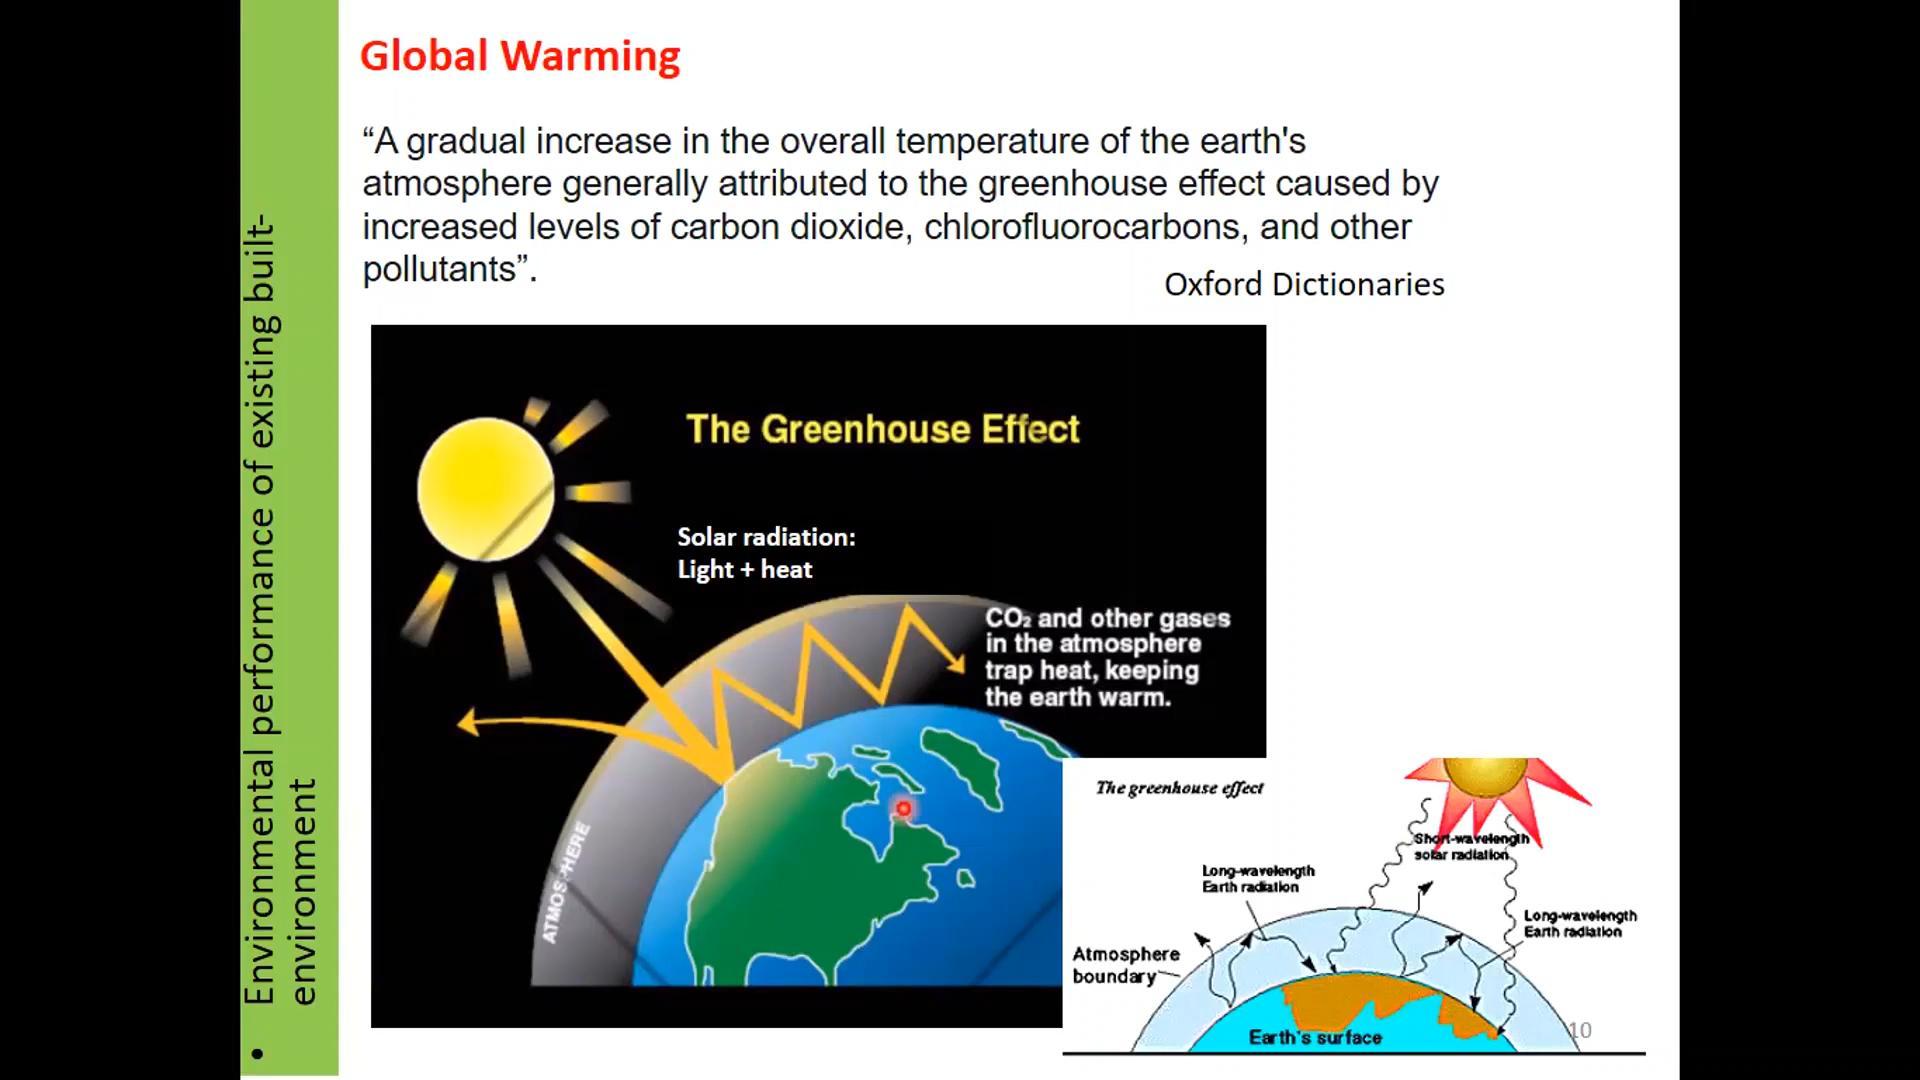 Global Warming
“A gradual increase in the overall temperature of the earth's
atmosphere generally attributed to the greenhouse effect caused by
increased levels of carbon dioxide, chlorofluorocarbons, and other
pollutants”.
Oxford Dictionaries
• Environmental performance of existing built-
environment
The Greenhouse Effect
Solar radiation:
Light + heat
CO₂ and other gases
in the atmosphere
trap heat, keeping
the earth warm.
ATMOSPHERE
The greenhouse effect
Short-wavelength
solar radiation
Long-wavelength
Earth radiation
Long-wavelength
Earth radiation
Atmosphere
boundary
Earth's surface
10